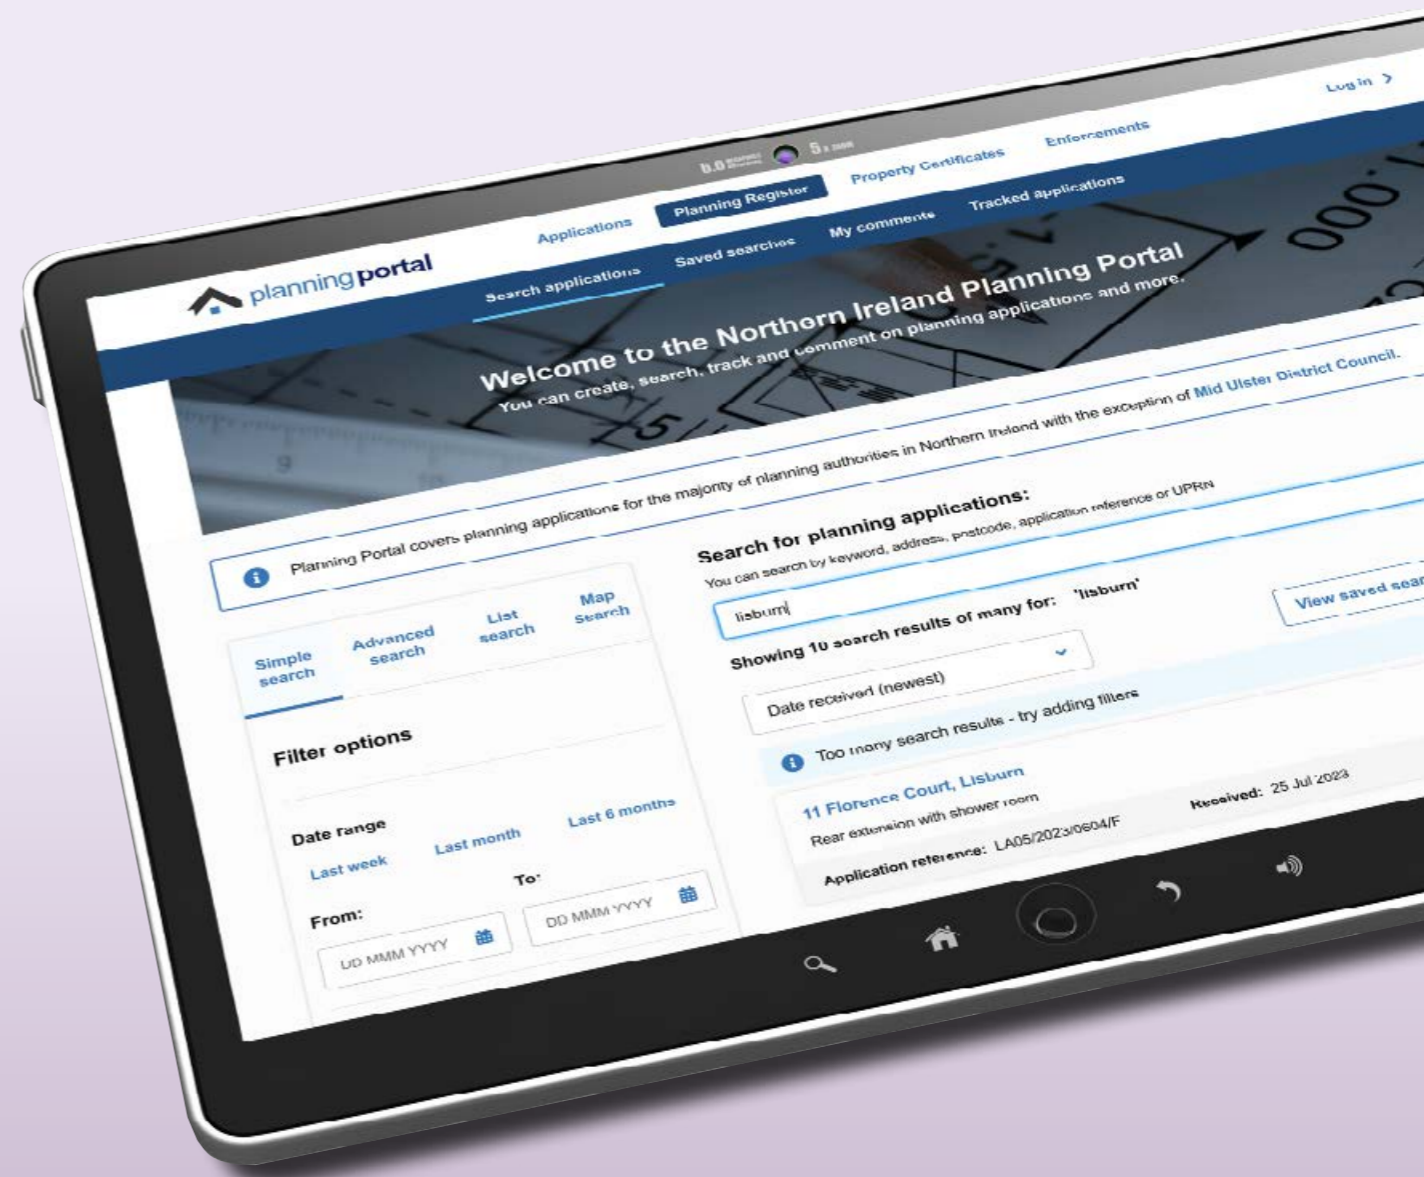 Log in
Applications
Planning Register
Property Certificates
Enforcements
planningportal
Search applications
Saved searches
My comments
Tracked applications
Welcome to the Northern Ireland Planning Portal
You can create, search, track and comment on planning applications and more.
Planning Portal covers planning applications for the majority of planning authorities in Northern Ireland with the exception of Mid Ulster District Council.
Simple search
Advanced search
List search
Map search
Filter options
Date range
Last week
Last month
Last 6 months
From:
To:
DD MMM YYYY
DD MMM YYYY
Search for planning applications:
You can search by keyword, address, postcode, application reference or UPRN
lisburn
Showing 10 search results of many for: 'lisburn'
View saved sear
Date received (newest)
Too many search results - try adding filters
11 Florence Court, Lisburn
Rear extension with shower room
Application reference: LA05/2023/0604/F
Received: 25 Jul 2023